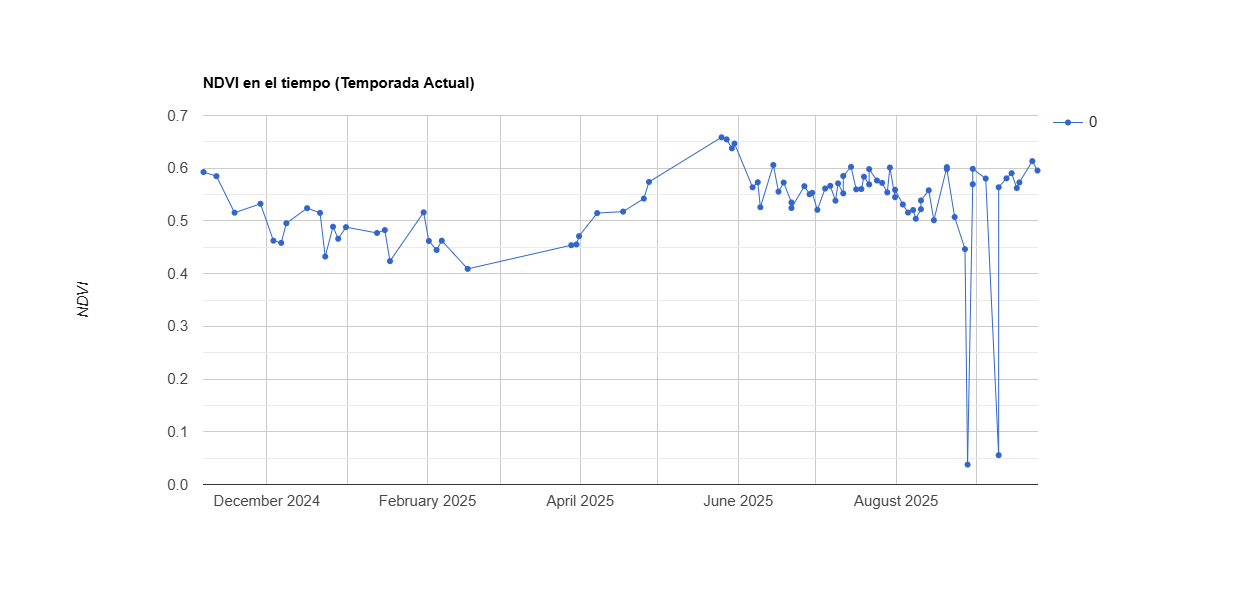 NDVI en el tiempo (Temporada Actual)
0.7
0
0.6
0.5
0.4
NDVI
0.3
0.2
0.1
0.0
December 2024
February 2025
April 2025
June 2025
August 2025